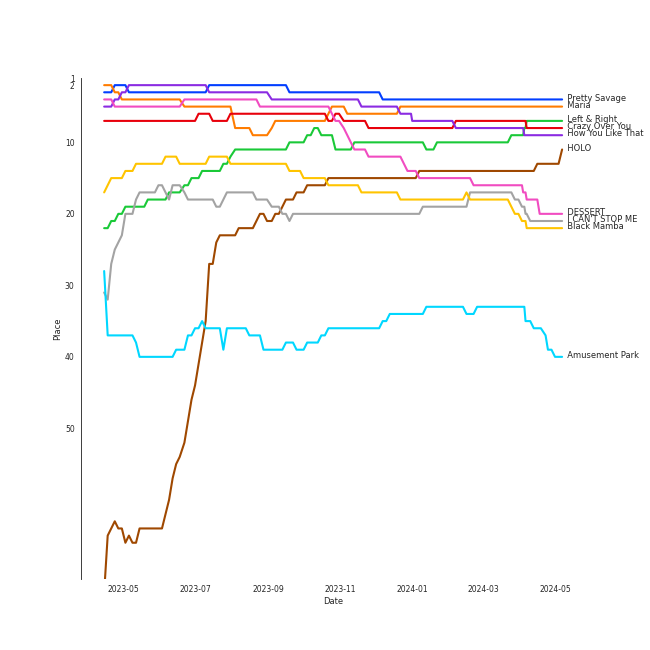 1
2
10
20
30
40
50
Place
Pretty Savage
Maria
Left & Right
Crazy Over You
How You Like That
HOLO
DESSERT
I CAN'T STOP ME
Black Mamba
Amusement Park
2023-05
2023-07
2023-09
2023-11
2024-01
2024-03
2024-05
Date